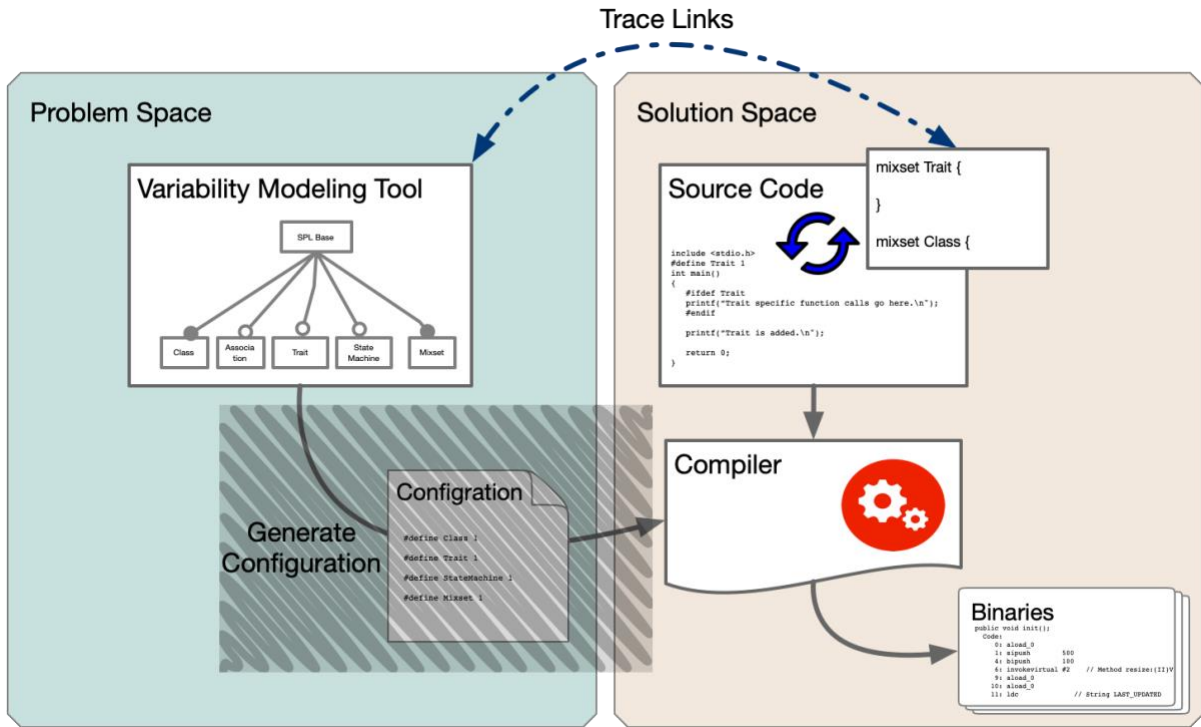 Trace Links
Problem Space
Variability Modeling Tool
SPL Base
Class
Associa
tion
Trait
State
Machine
Mixset
Generate
Configuration
Configration
#define Class 1
#define Trait 1
#define StateMachine 1
#define Mixset 1
Solution Space
Source Code
include <stdio.h>
#define Trait 1
int main()
{
#ifdef Trait
printf("Trait specific function calls go here.\n");
#endif
printf("Trait is added.\n");
return 0;
}
mixset Trait {
}
mixset Class {
Compiler
Binaries
public void init();
Code:
0: aload_0
1: sipush 500
4: bipush 100
6: invokevirtual #2 // Method resize:(II)V
9: aload_0
10: aload_0
11: ldc // String LAST_UPDATED